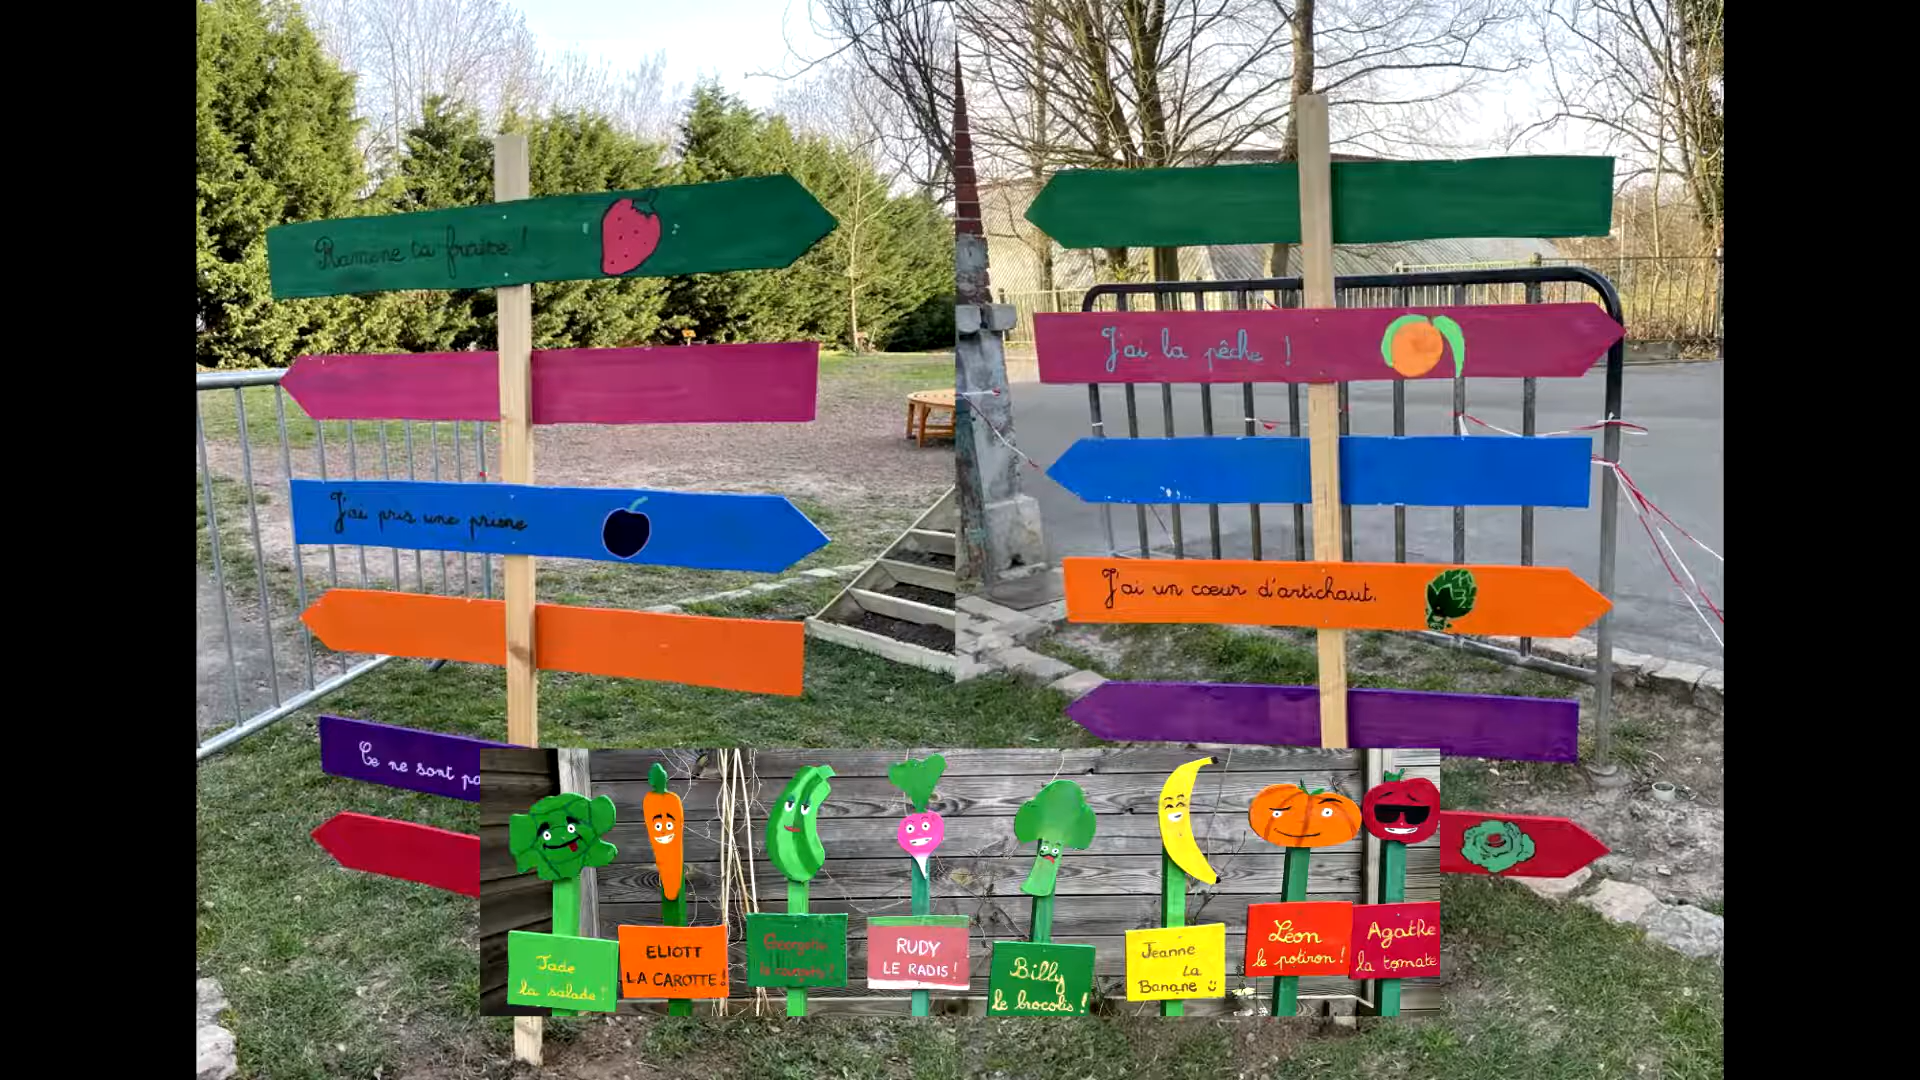 Ramène ta fraise !
J'ai pris une prune
Ce ne sont pa
J'ai la pêche !
J'ai un cœur d'artichaut.
Jade
la salade !
ELIOTT
LA CAROTTE !
RUDY
LE RADIS !
Billy
le brocolis !
Jeanne
La
Banane
Léon
le potiron !
Agathe
la tomate